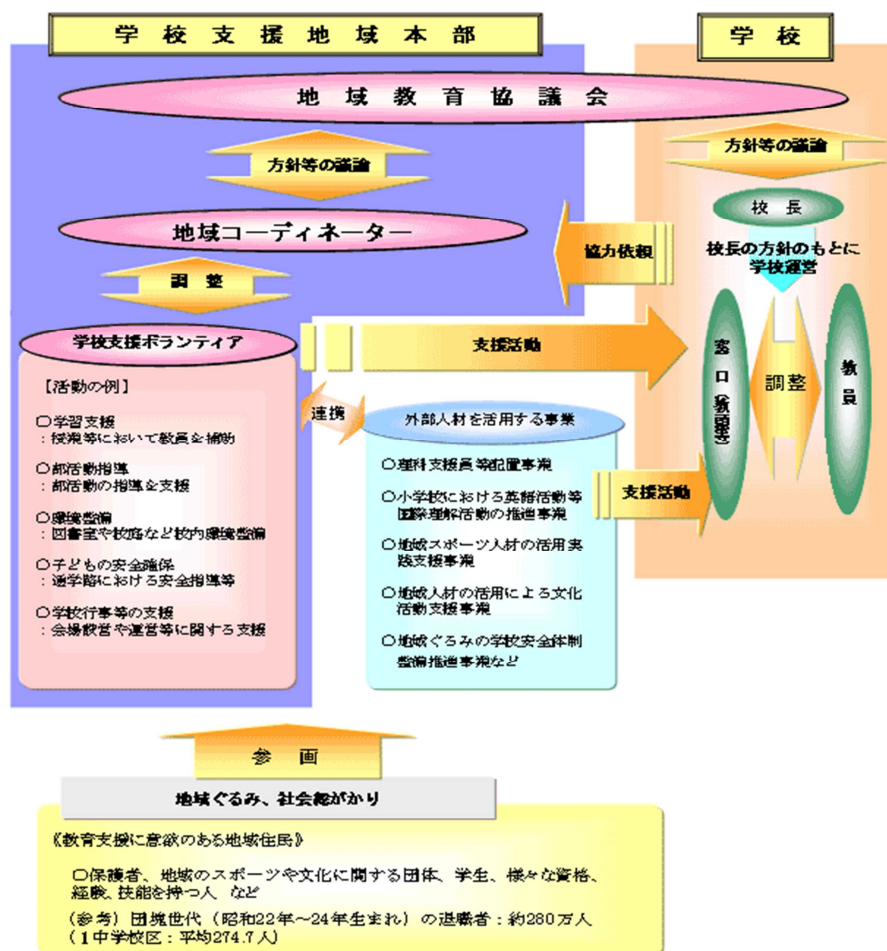 学校支援地域本部
学校
地域教育協議会
方針等の議論
方針等の議論
校長
地域コーディネーター
協力依頼
校長の方針のもとに
学校運営
調整
学校支援ボランティア
支援活動
窓口（教頭等）
調整
教員
【活動の例】
○学習支援
：授業等において教員を補助
○部活動指導
：部活動の指導を支援
○環境整備
：図書室や校庭など校内環境整備
○子どもの安全確保
：通学路における安全指導等
○学校行事等の支援
：会場設営や運営等に関する支援
連携
外部人材を活用する事業
○理科支援員等配置事業
○小学校における英語活動等
国際理解活動の推進事業
○地域スポーツ人材の活用実
践支援事業
○地域人材の活用による文化
活動支援事業
○地域ぐるみの学校安全体制
整備推進事業など
支援活動
参画
地域ぐるみ、社会総がかり
《教育支援に意欲のある地域住民》
○保護者、地域のスポーツや文化に関する団体、学生、様々な資格、
経験、技能を持つ人 など
（参考）団塊世代（昭和22年～24年生まれ）の退職者：約280万人
（１中学校区：平均274.7人）